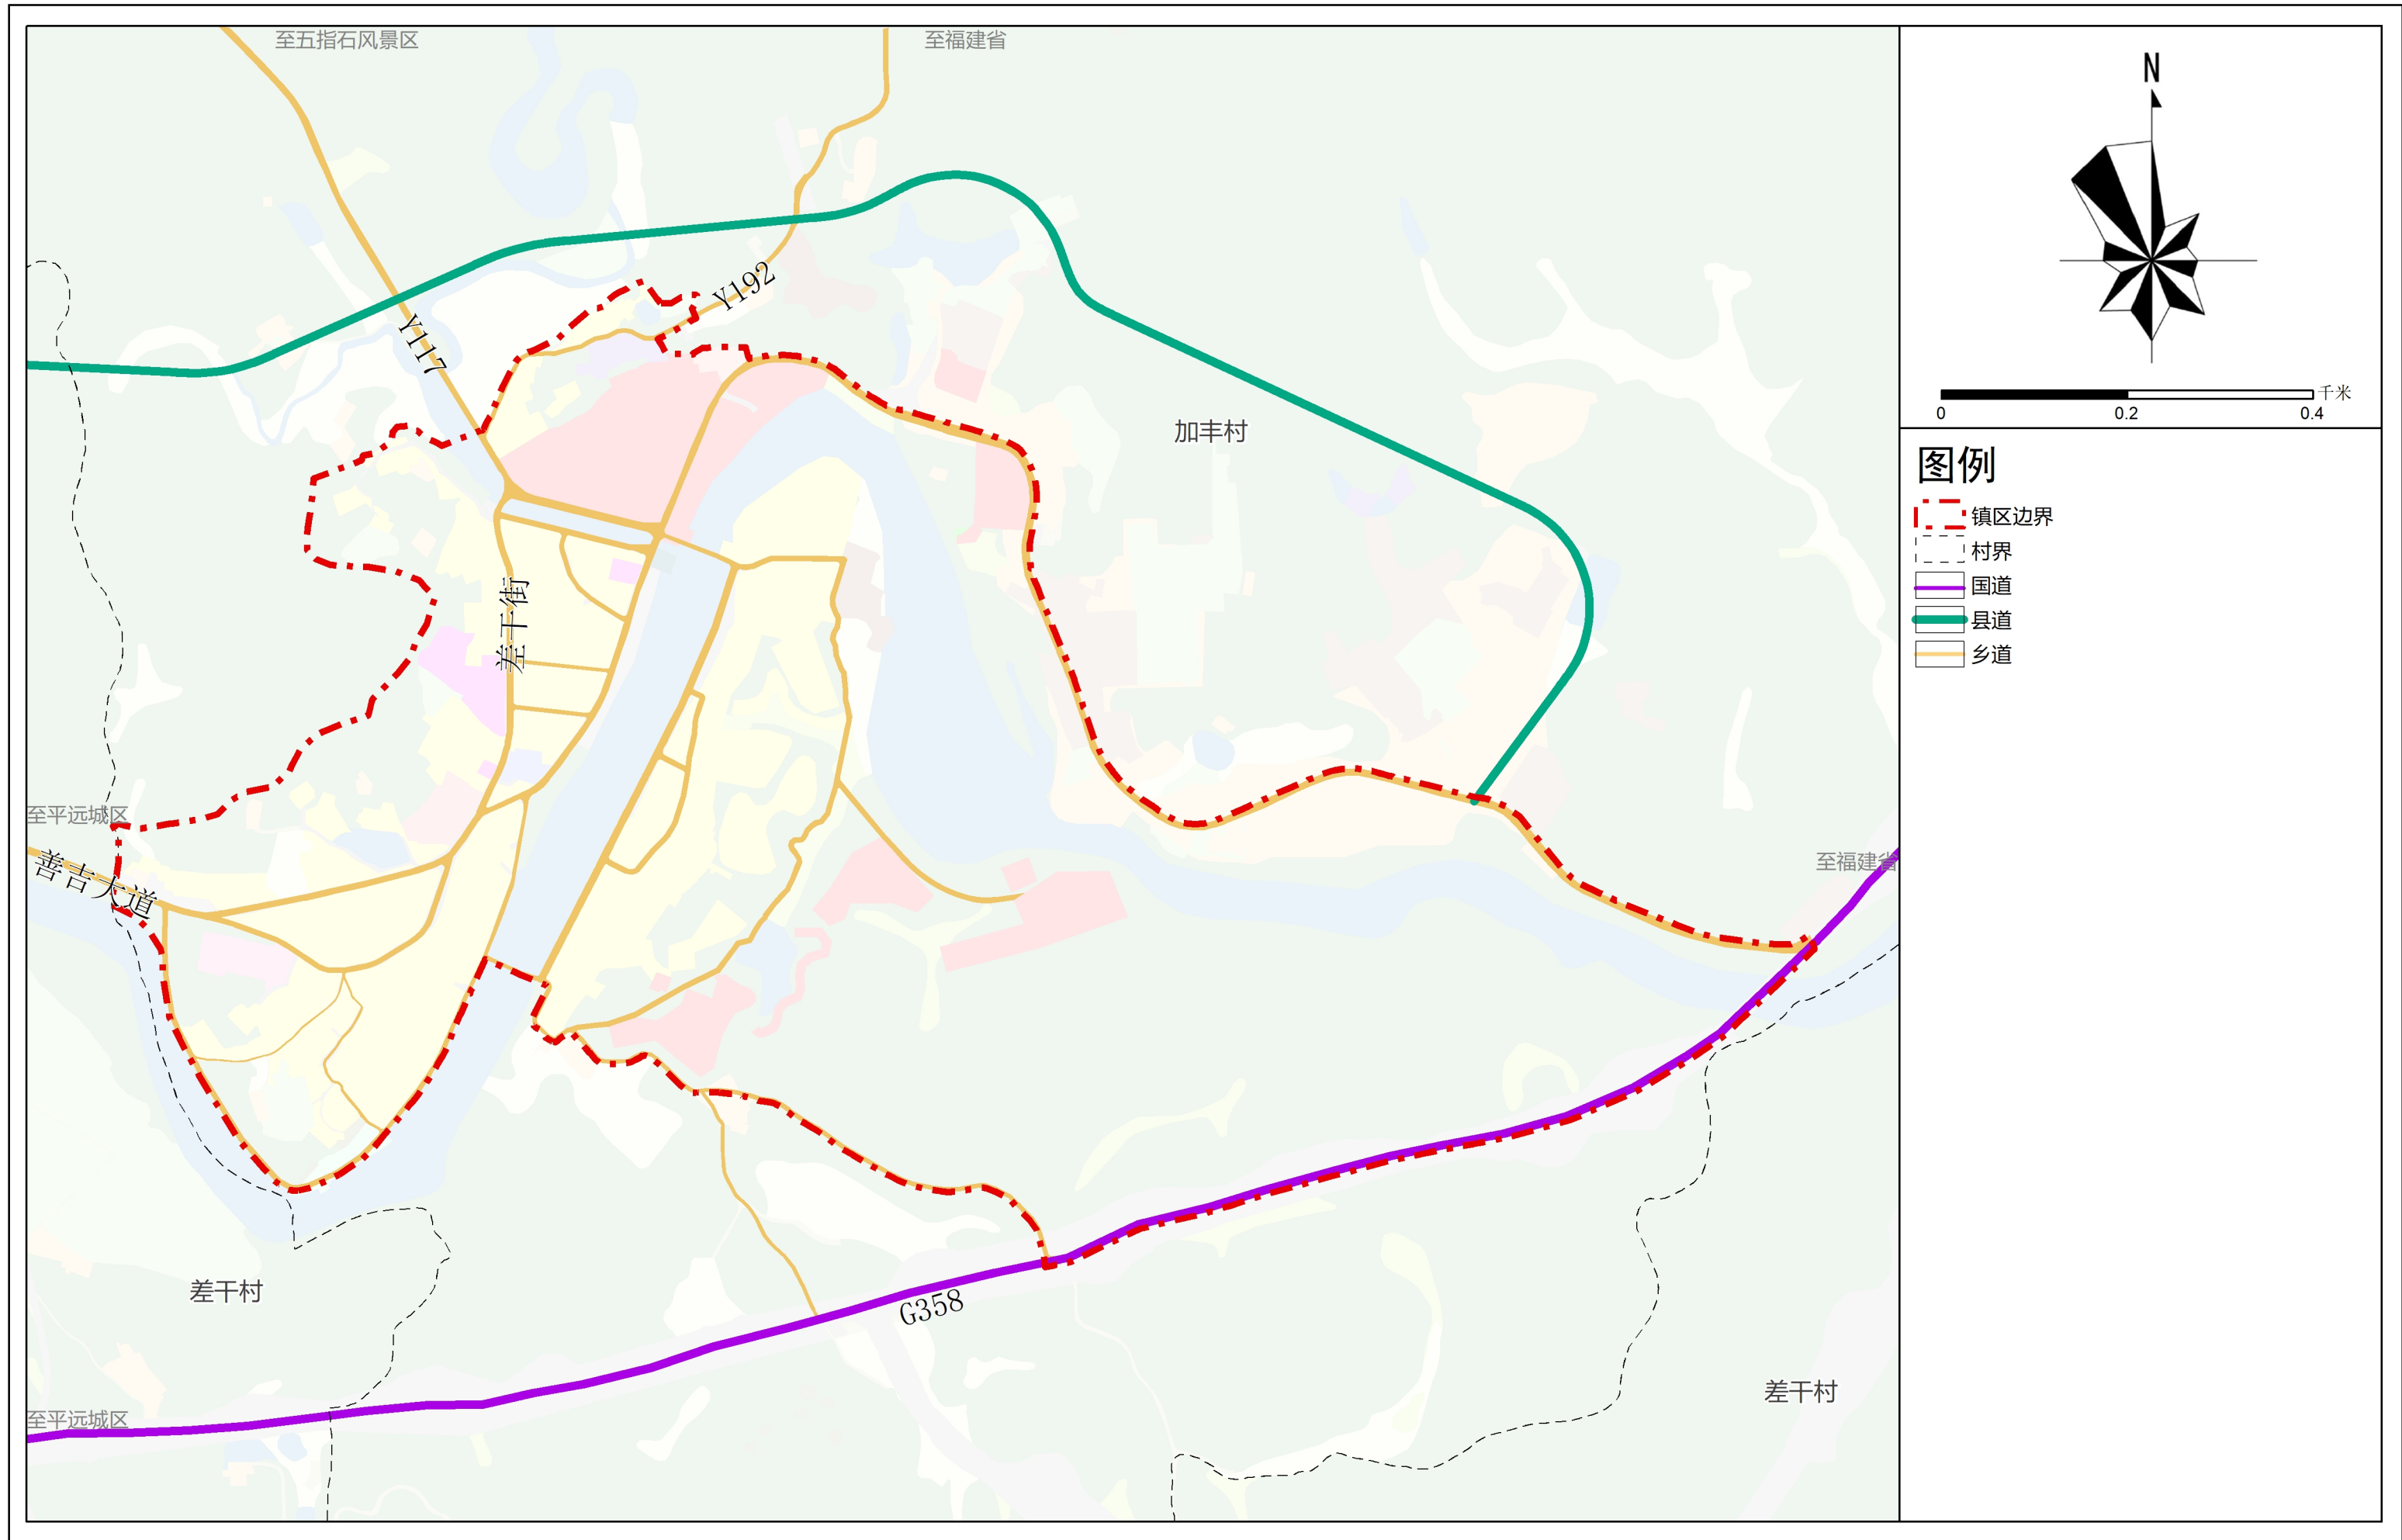 至五指石风景区
至福建省
Y192
Y117
加丰村
差干街
至平远城区
善吉大道
至福建省
差干村
G358
差干村
至平远城区
N
千米
0
0.2
0.4
图例
镇区边界
村界
国道
县道
乡道